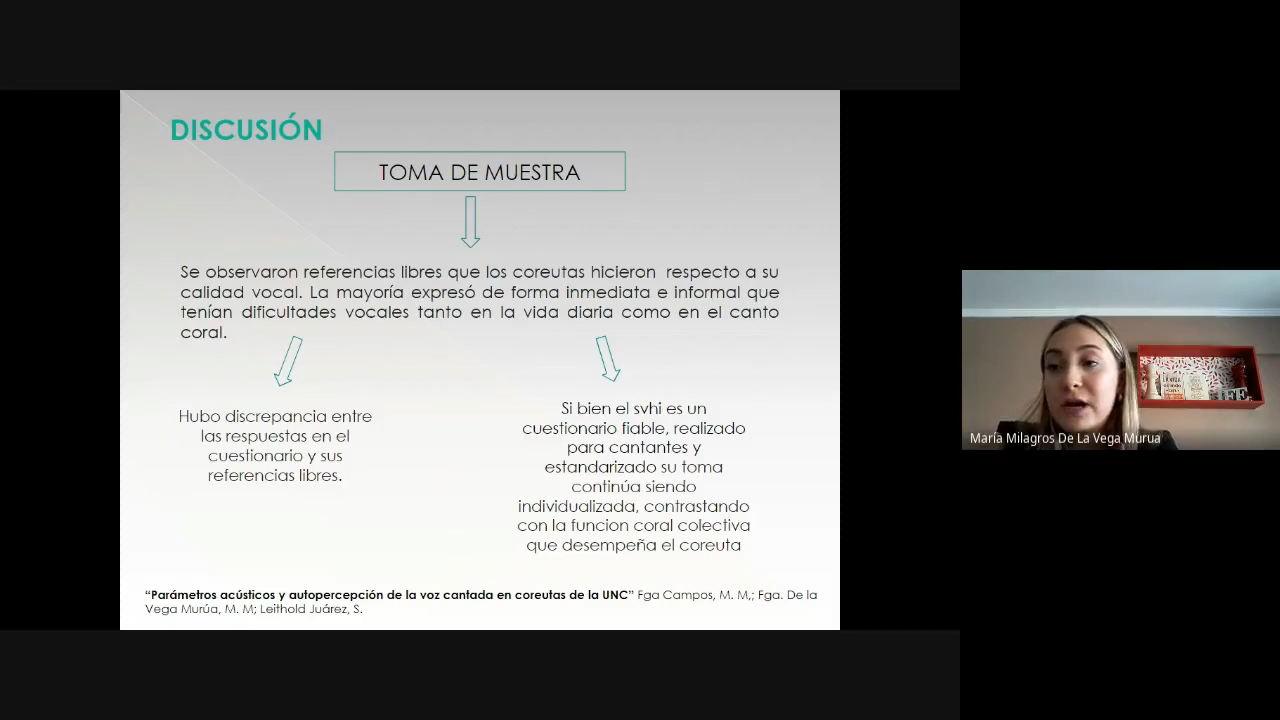 DISCUSIÓN
TOMA DE MUESTRA
Se observaron referencias libres que los coreutas hicieron respecto a su
calidad vocal. La mayoría expresó de forma inmediata e informal que
tenían dificultades vocales tanto en la vida diaria como en el canto
coral.
Hubo discrepancia entre
las respuestas en el
cuestionario y sus
referencias libres.
Si bien el svhi es un
cuestionario fiable, realizado
para cantantes y
estandarizado su toma
continúa siendo
individualizada, contrastando
con la funcion coral colectiva
que desempeña el coreuta
“Parámetros acústicos y autopercepción de la voz cantada en coreutas de la UNC” Fga Campos, M. M,; Fga. De la
Vega Murúa, M. M; Leithold Juárez, S.
María Milagros De La Vega Murua